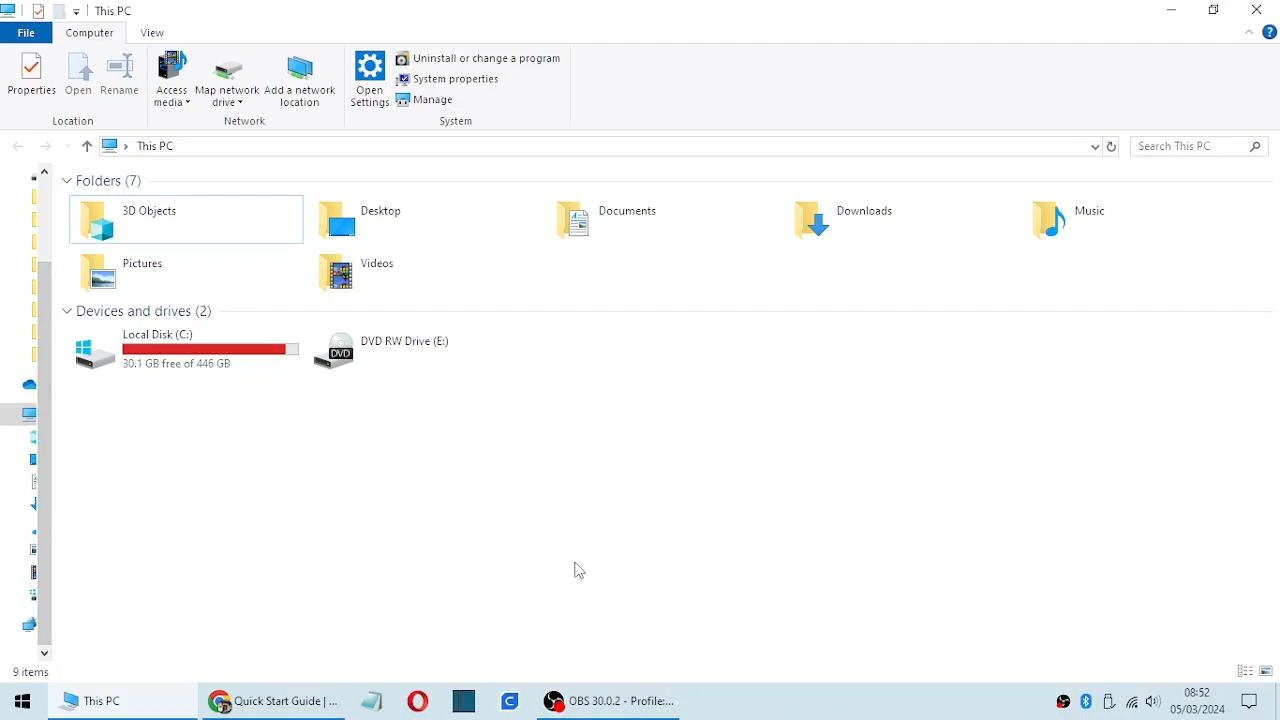 This PC
File
Computer
View
Properties
Open
Rename
Access media
Map network drive
Add a network location
Open Settings
Uninstall or change a program
System properties
Manage
Location
Network
System
This PC
Search This PC
Folders (7)
3D Objects
Desktop
Documents
Downloads
Music
Pictures
Videos
Devices and drives (2)
Local Disk (C:)
30.1 GB free of 446 GB
DVD
DVD RW Drive (E:)
9 items
This PC
Quick Start Guide | ...
OBS 30.0.2 - Profile:...
08:52
05/03/2024